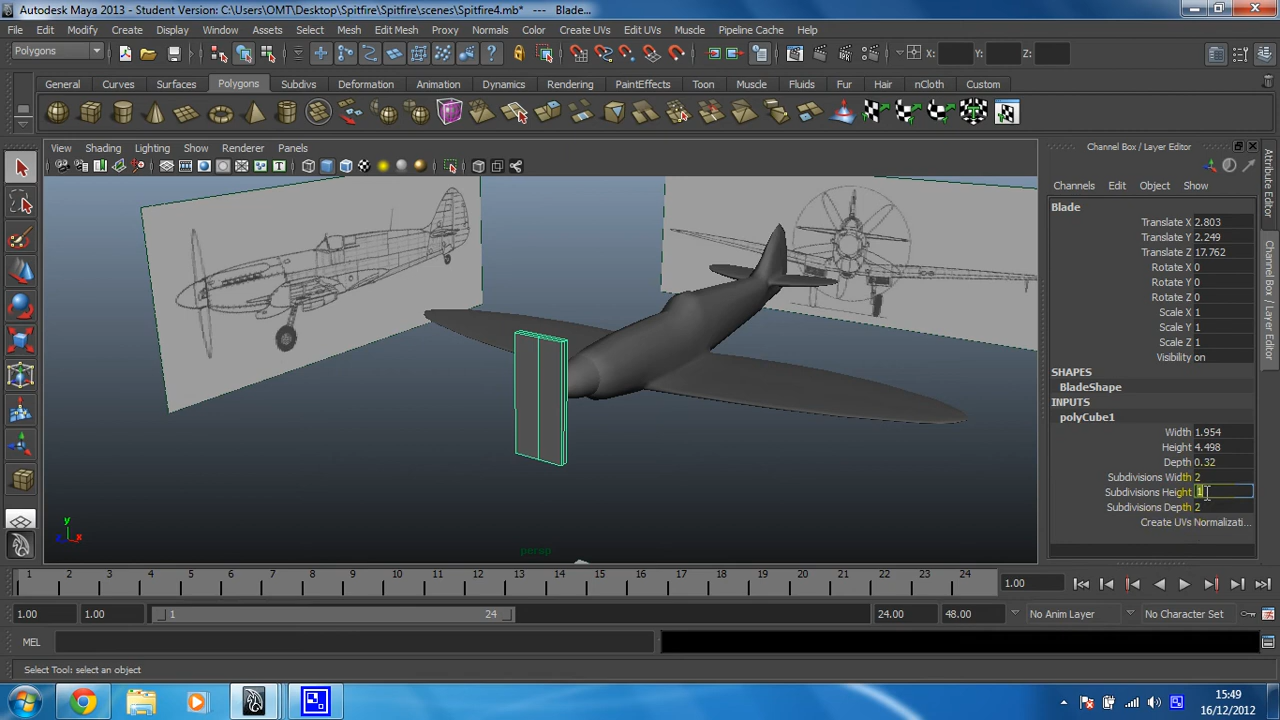 Autodesk Maya 2013 - Student Version: C:\Users\OMT\Desktop\Spitfire\Spitfire\scenes\Spitfire4.mb* --- Blade...
File Edit Modify Create Display Window Assets Select Mesh Edit Mesh Proxy Normals Color Create UVs Edit UVs Muscle Pipeline Cache Help
Polygons X: Y: Z:
General Curves Surfaces Polygons Subdivs Deformation Animation Dynamics Rendering PaintEffects Toon Muscle Fluids Fur Hair nCloth Custom
View Shading Lighting Show Renderer Panels
Channel Box / Layer Editor
Channels Edit Object Show
Blade
Translate X 2.803
Translate Y 2.249
Translate Z 17.762
Rotate X 0
Rotate Y 0
Rotate Z 0
Scale X 1
Scale Y 1
Scale Z 1
Visibility on
SHAPES
BladeShape
INPUTS
polyCube1
Width 1.954
Height 4.498
Depth 0.32
Subdivisions Width 2
Subdivisions Height 1
Subdivisions Depth 2
Create UVs Normalizati...
Attribute Editor
Channel Box / Layer Editor
y
z x
persp
1 2 3 4 5 6 7 8 9 10 11 12 13 14 15 16 17 18 19 20 21 22 23 24 1.00
1.00 1.00 1 24 24.00 48.00 No Anim Layer No Character Set
MEL
Select Tool: select an object
15:49
16/12/2012